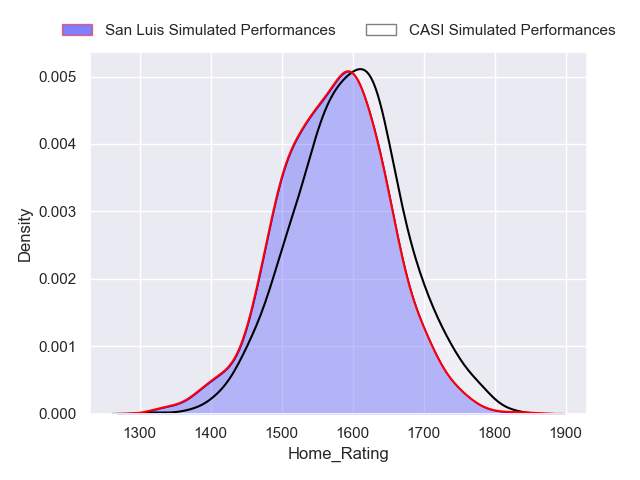 San Luis Simulated Performances CASI Simulated Performances
0.005
0.004
0.003
0.002
0.001
0.000
Density
1300 1400 1500 1600 1700 1800 1900
Home_Rating